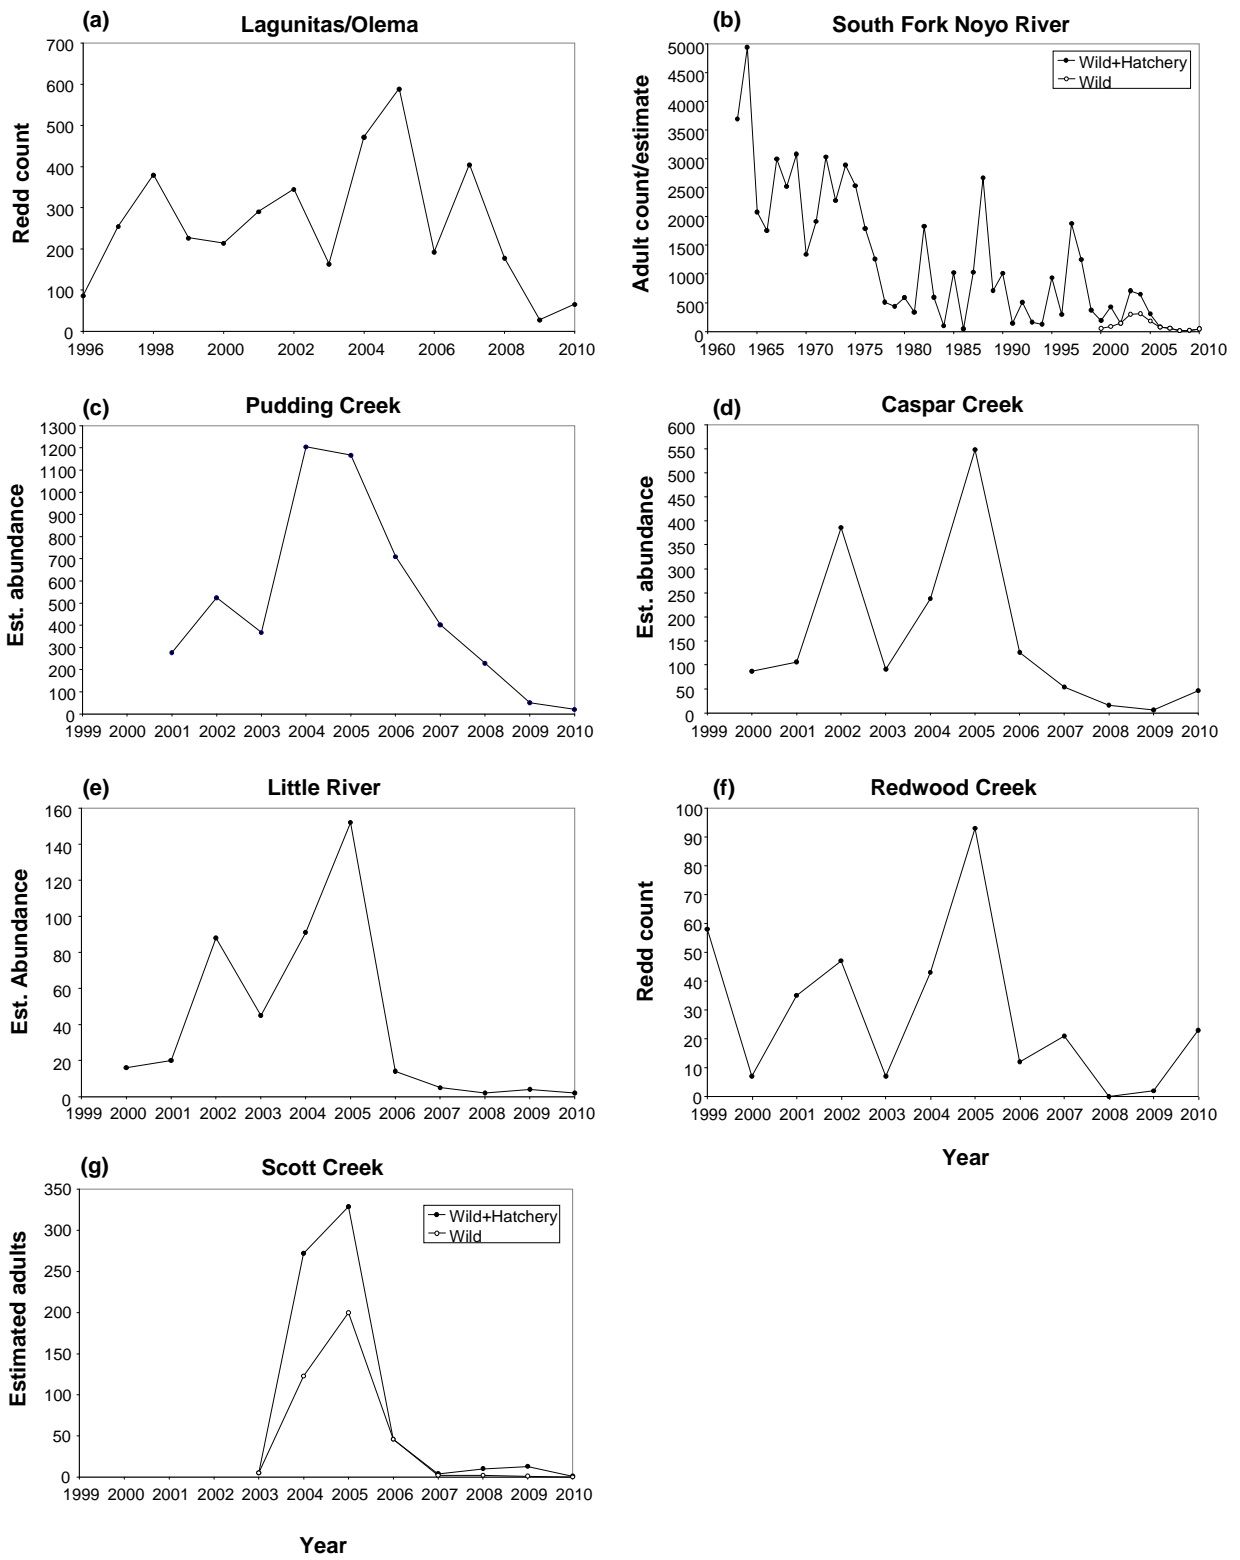 (a) Lagunitas/Olema
Redd count
700
600
500
400
300
200
100
0
1996 1998 2000 2002 2004 2006 2008 2010
(b) South Fork Noyo River
Adult count/estimate
5000
4500
4000
3500
3000
2500
2000
1500
1000
500
0
Wild+Hatchery
Wild
1960 1965 1970 1975 1980 1985 1990 1995 2000 2005 2010
(c) Pudding Creek
Est. abundance
1300
1200
1100
1000
900
800
700
600
500
400
300
200
100
0
1999 2000 2001 2002 2003 2004 2005 2006 2007 2008 2009 2010
(d) Caspar Creek
Est. abundance
600
550
500
450
400
350
300
250
200
150
100
50
0
1999 2000 2001 2002 2003 2004 2005 2006 2007 2008 2009 2010
(e) Little River
Est. Abundance
160
140
120
100
80
60
40
20
0
1999 2000 2001 2002 2003 2004 2005 2006 2007 2008 2009 2010
(f) Redwood Creek
Redd count
100
90
80
70
60
50
40
30
20
10
0
1999 2000 2001 2002 2003 2004 2005 2006 2007 2008 2009 2010
Year
(g) Scott Creek
Estimated adults
350
300
250
200
150
100
50
0
Wild+Hatchery
Wild
1999 2000 2001 2002 2003 2004 2005 2006 2007 2008 2009 2010
Year